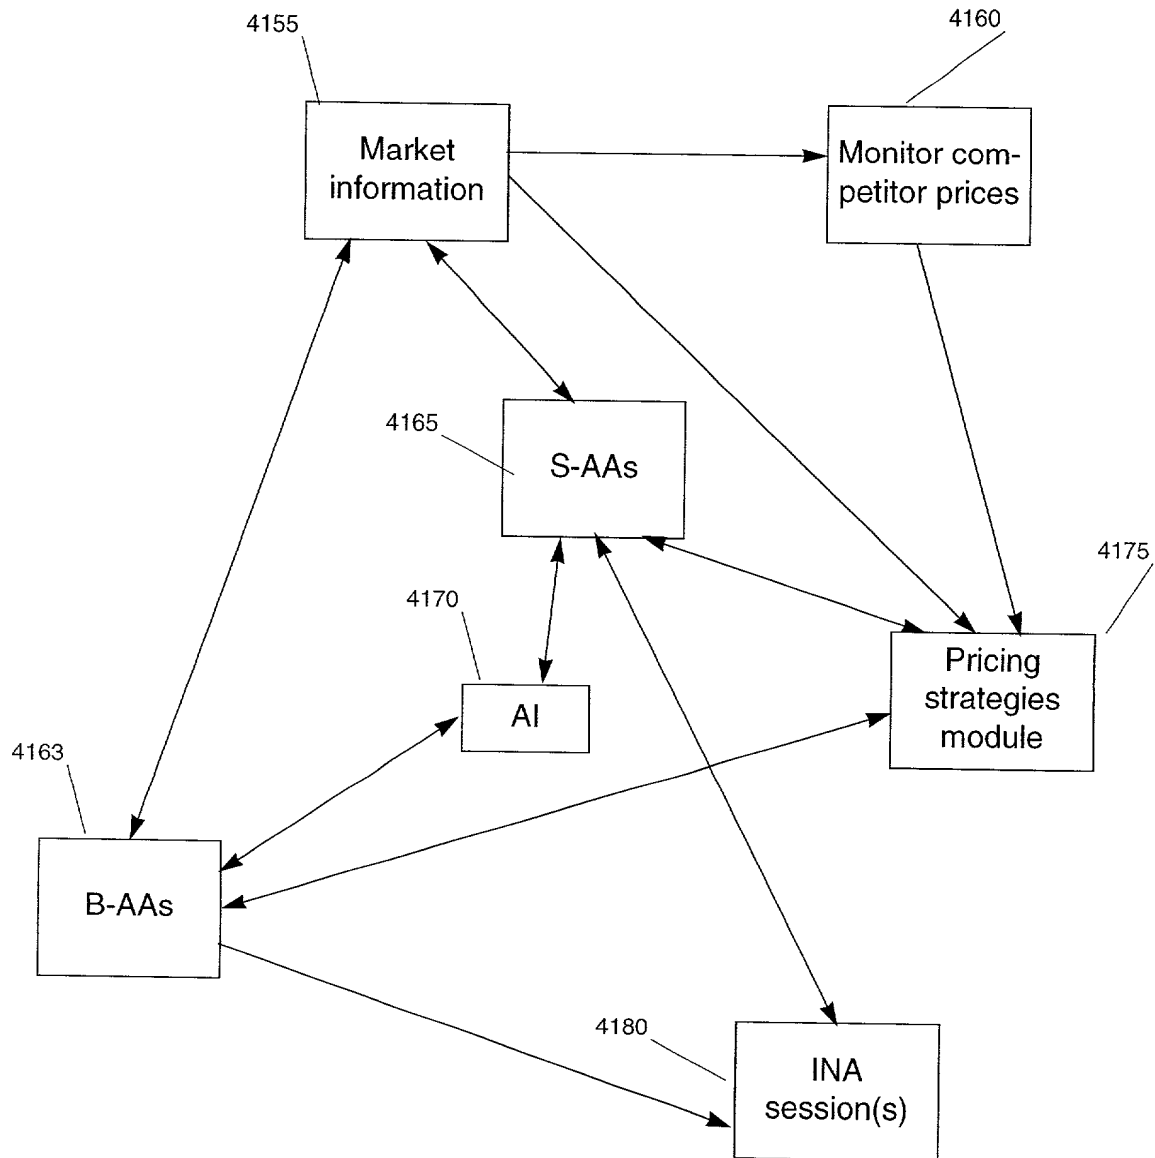 4155
4160
Market
information
Monitor com-
petitor prices
4165
S-AAs
4175
4170
Pricing
strategies
module
AI
4163
B-AAs
4180
INA
session(s)